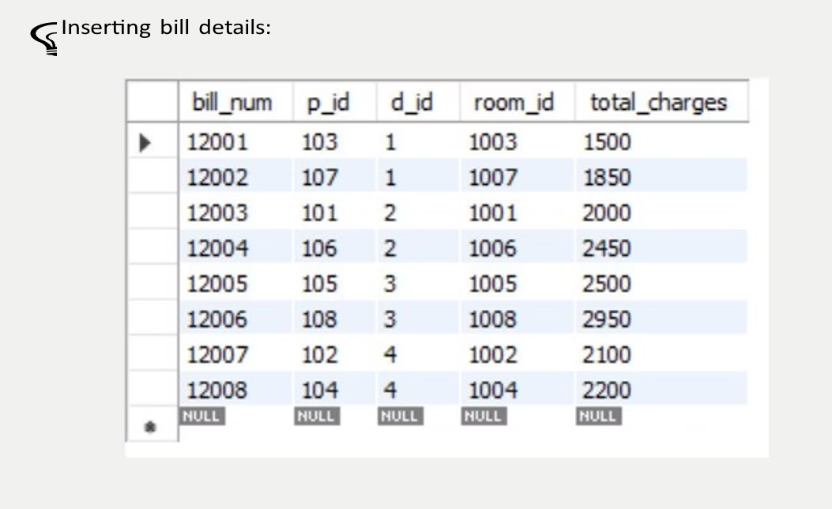 Inserting bill details:
bill_num p_id d_id room_id total_charges
12001 103 1 1003 1500
12002 107 1 1007 1850
12003 101 2 1001 2000
12004 106 2 1006 2450
12005 105 3 1005 2500
12006 108 3 1008 2950
12007 102 4 1002 2100
12008 104 4 1004 2200
NULL NULL NULL NULL NULL